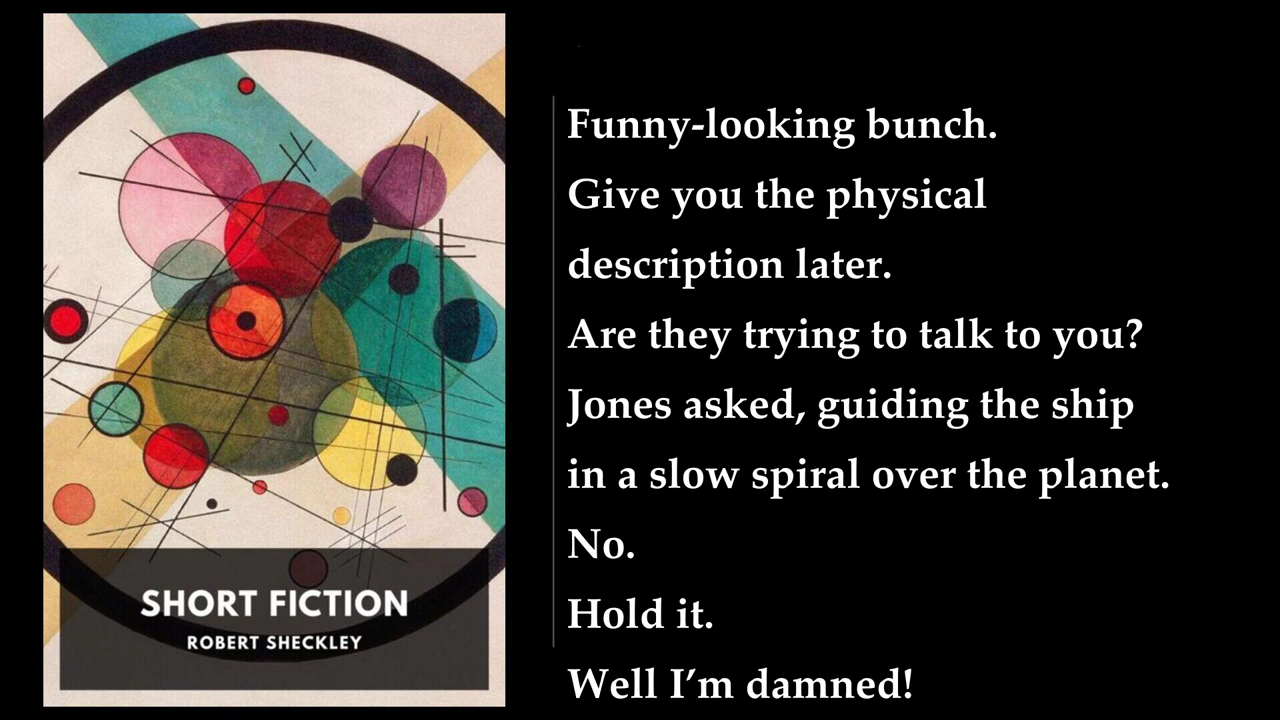 SHORT FICTION
ROBERT SHECKLEY
Funny-looking bunch.
Give you the physical
description later.
Are they trying to talk to you?
Jones asked, guiding the ship
in a slow spiral over the planet.
No.
Hold it.
Well I’m damned!